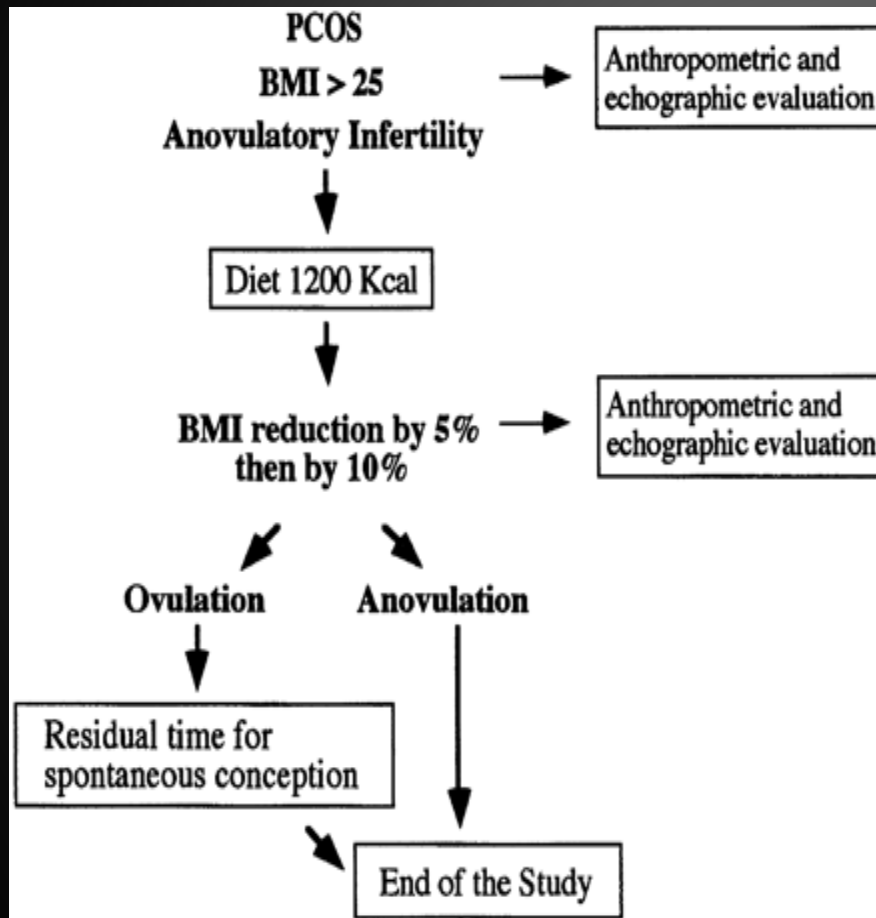 PCOS
BMI > 25
Anovulatory Infertility
Anthropometric and
echographic evaluation
Diet 1200 Kcal
BMI reduction by 5%
then by 10%
Anthropometric and
echographic evaluation
Ovulation
Anovulation
Residual time for
spontaneous conception
End of the Study